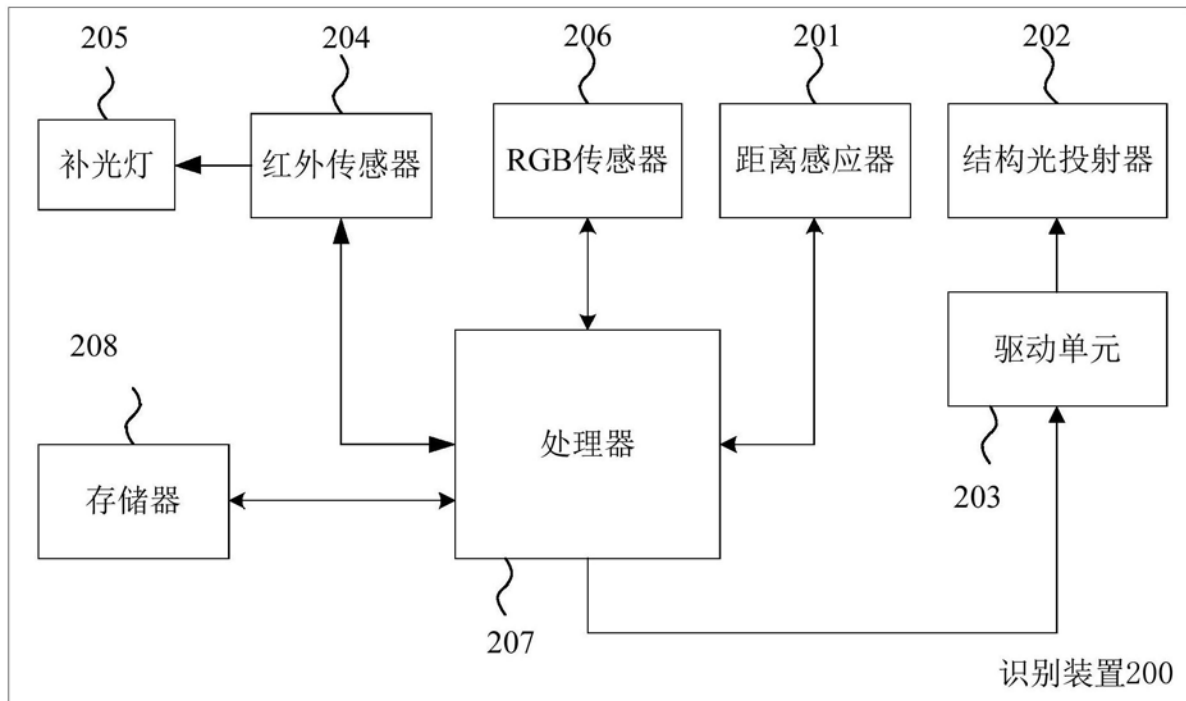 205
204
206
201
202
补光灯
红外传感器
RGB传感器
距离感应器
结构光投射器
驱动单元
208
处理器
存储器
203
207
识别装置200